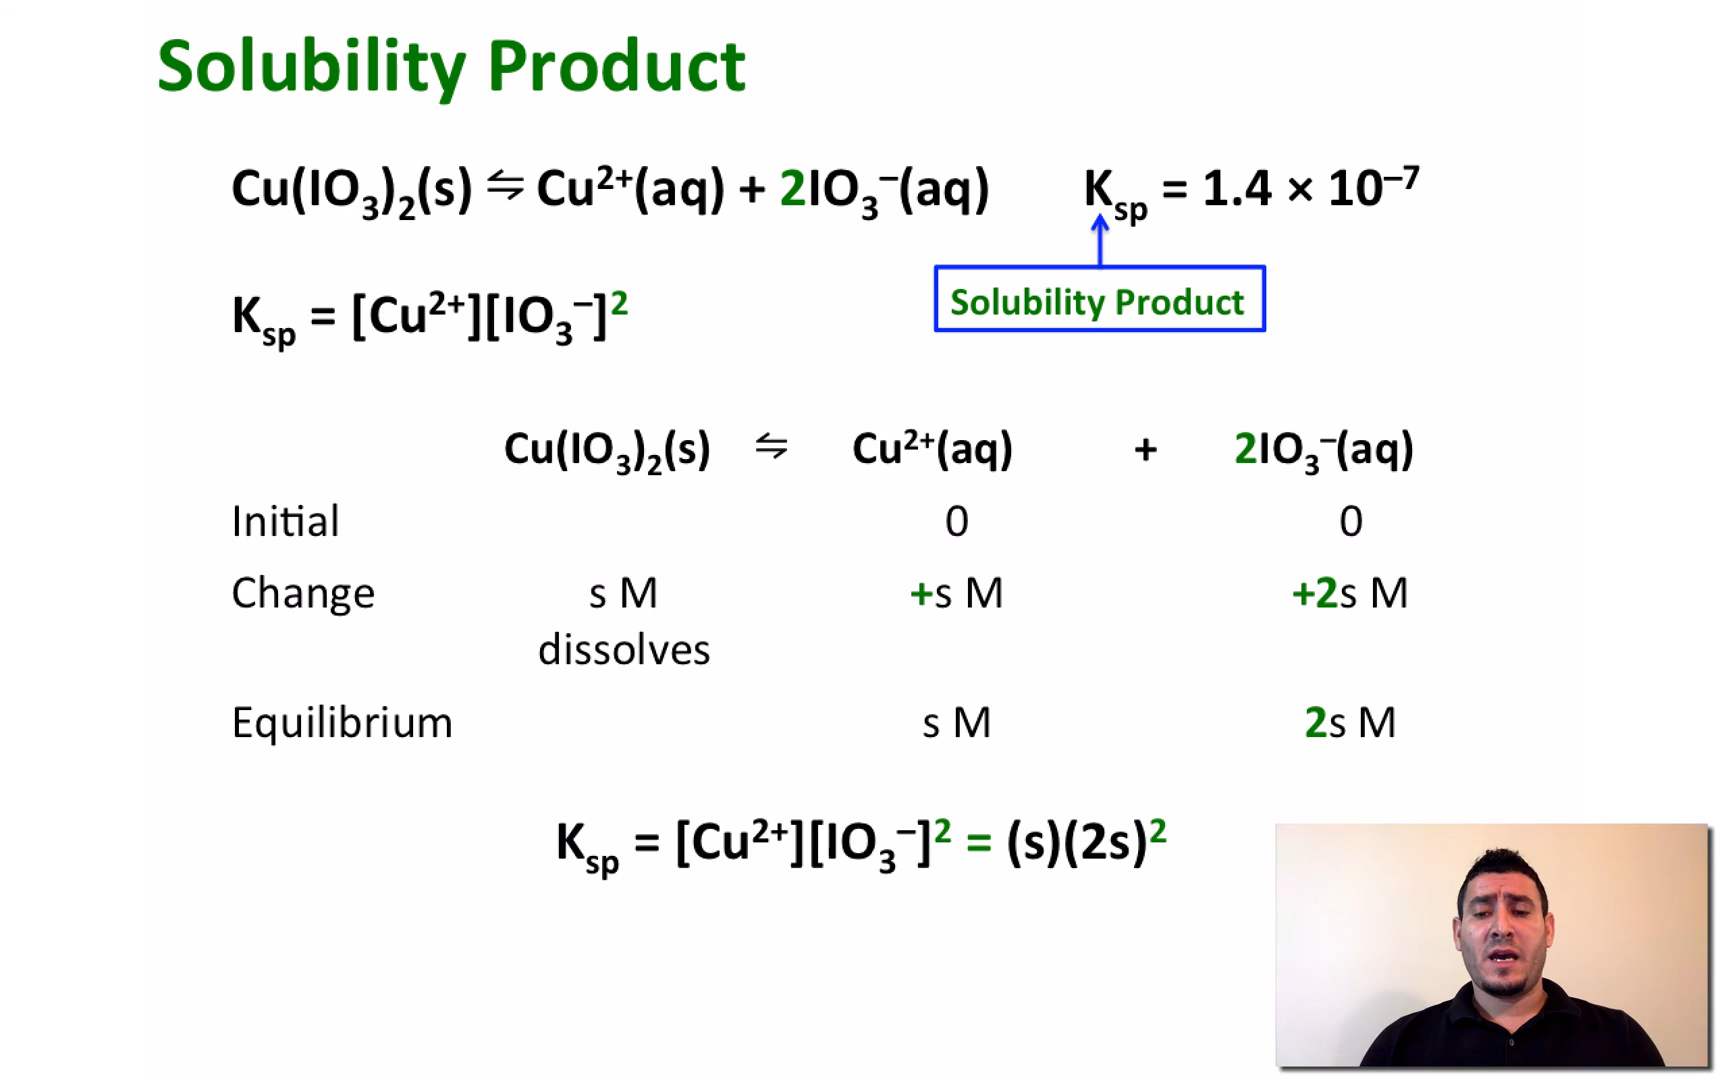 Solubility Product
Cu(IO₃)₂(s) ⇋ Cu²⁺(aq) + 2IO₃⁻(aq) Kₛₚ = 1.4 × 10⁻⁷
Solubility Product
Kₛₚ = [Cu²⁺][IO₃⁻]²
Cu(IO₃)₂(s) ⇋ Cu²⁺(aq) + 2IO₃⁻(aq)
Initial 0 0
Change s M +s M +2s M
dissolves
Equilibrium s M 2s M
Kₛₚ = [Cu²⁺][IO₃⁻]² = (s)(2s)²